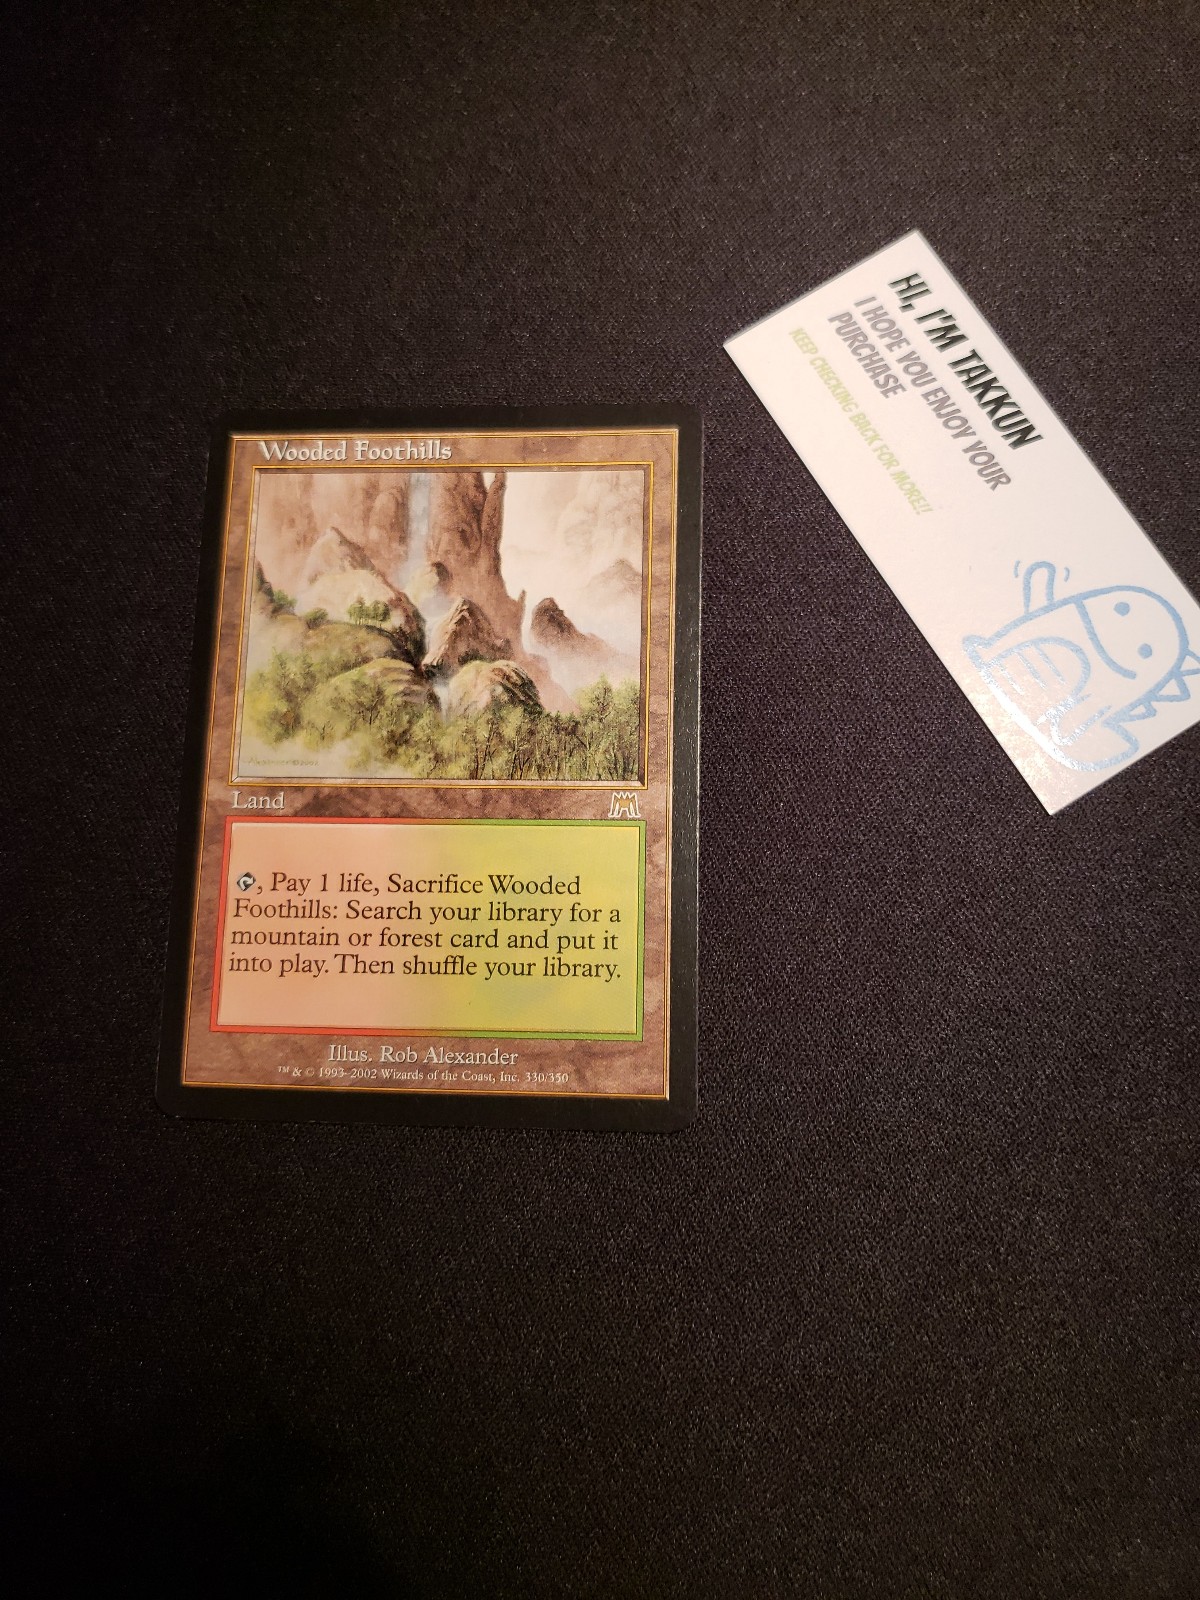 Wooded Foothills
Land
, Pay 1 life, Sacrifice Wooded
Foothills: Search your library for a
mountain or forest card and put it
into play. Then shuffle your library.
Illus. Rob Alexander
™ & © 1993–2002 Wizards of the Coast, Inc. 330/350
HI, I'M TAKKUN
I HOPE YOU ENJOY YOUR
PURCHASE
KEEP CHECKING BACK FOR MORE!!